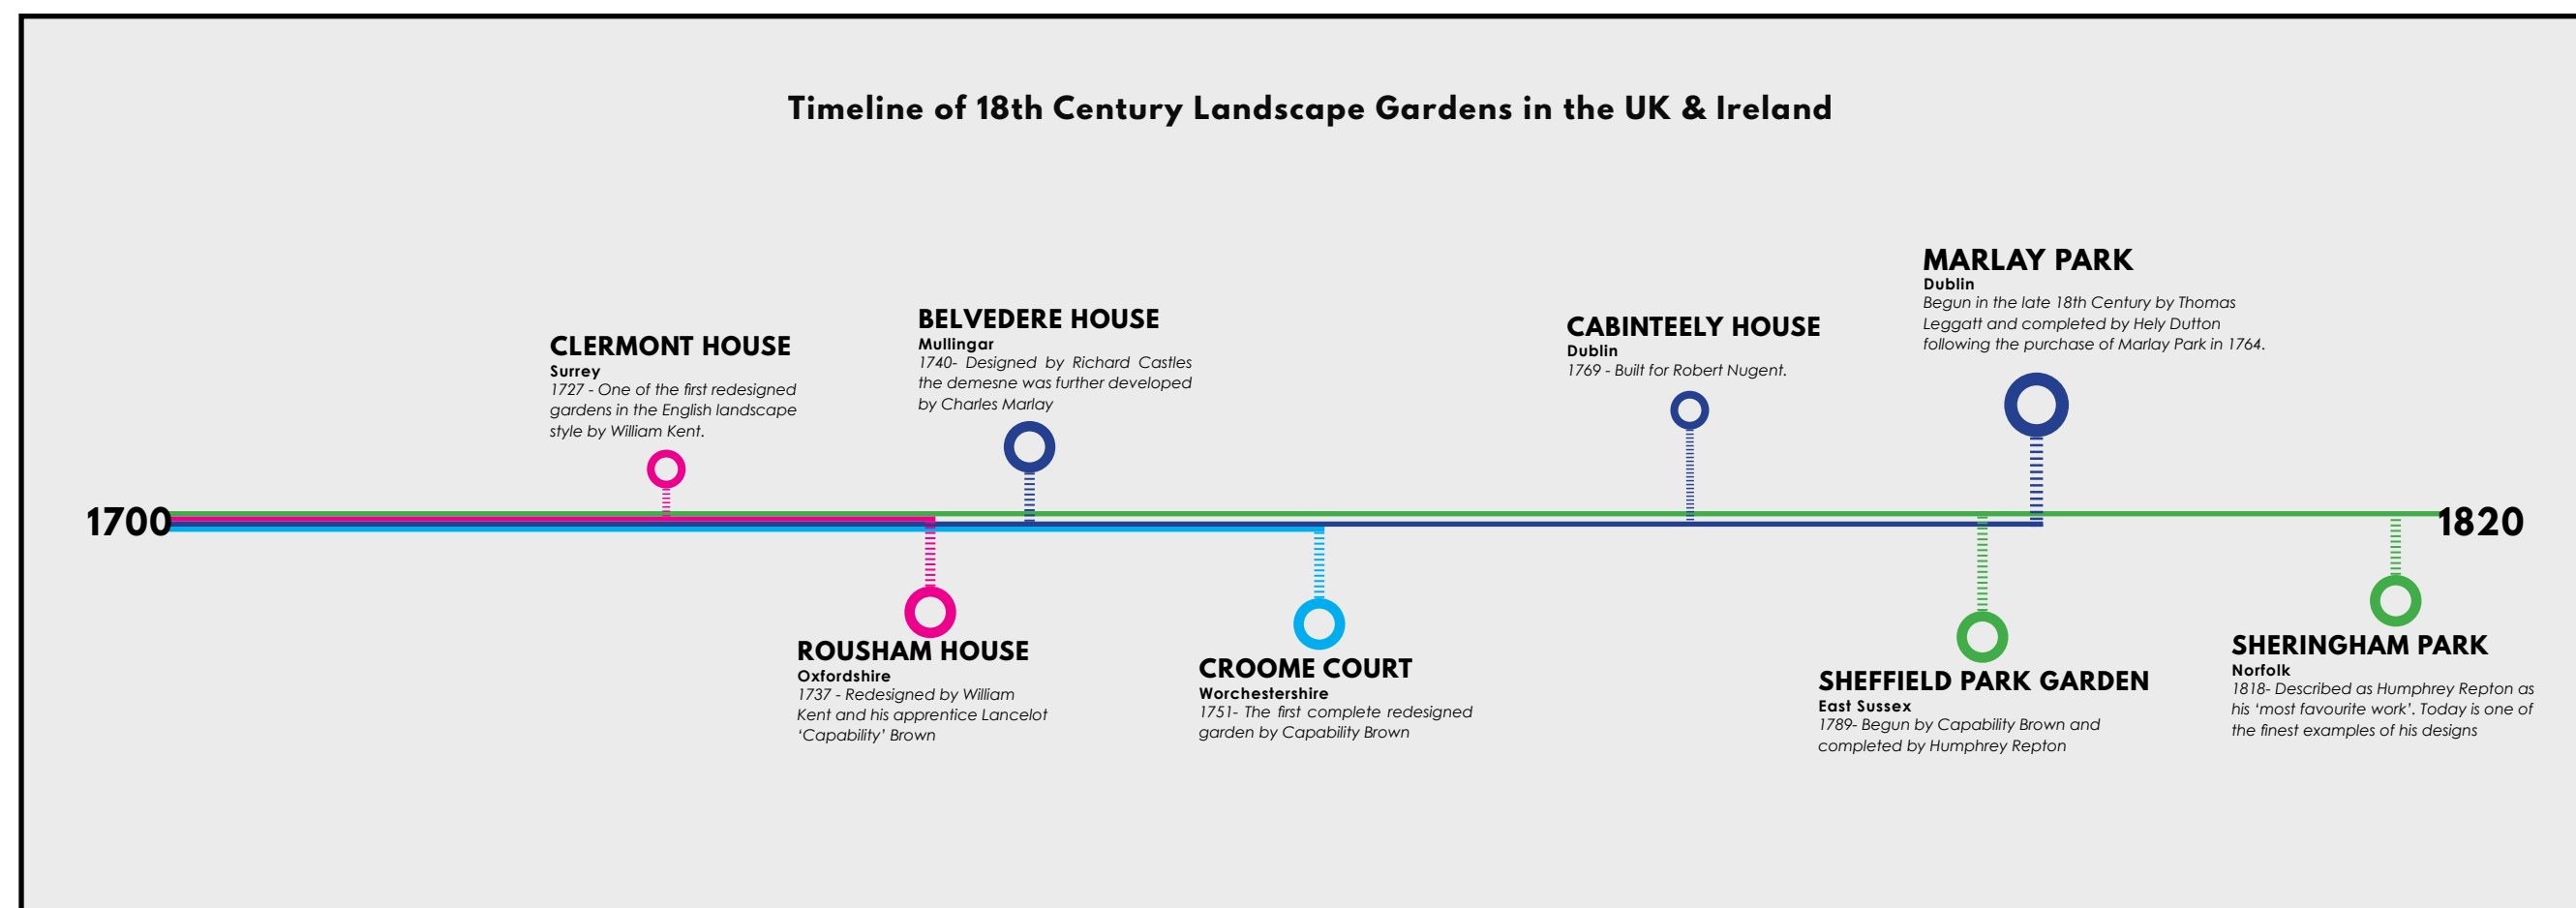 Timeline of 18th Century Landscape Gardens in the UK & Ireland
1700
CLERMONT HOUSE
Surrey
1727 - One of the first redesigned
gardens in the English landscape
style by William Kent.
BELVEDERE HOUSE
Mullingar
1740- Designed by Richard Castles
the demesne was further developed
by Charles Marlay
CABINTEELY HOUSE
Dublin
1769 - Built for Robert Nugent.
MARLAY PARK
Dublin
Begun in the late 18th Century by Thomas
Leggatt and completed by Hely Dutton
following the purchase of Marlay Park in 1764.
1820
ROUSHAM HOUSE
Oxfordshire
1737 - Redesigned by William
Kent and his apprentice Lancelot
‘Capability’ Brown
CROOME COURT
Worchestershire
1751- The first complete redesigned
garden by Capability Brown
SHEFFIELD PARK GARDEN
East Sussex
1789- Begun by Capability Brown and
completed by Humphrey Repton
SHERINGHAM PARK
Norfolk
1818- Described as Humphrey Repton as
his ‘most favourite work’. Today is one of
the finest examples of his designs